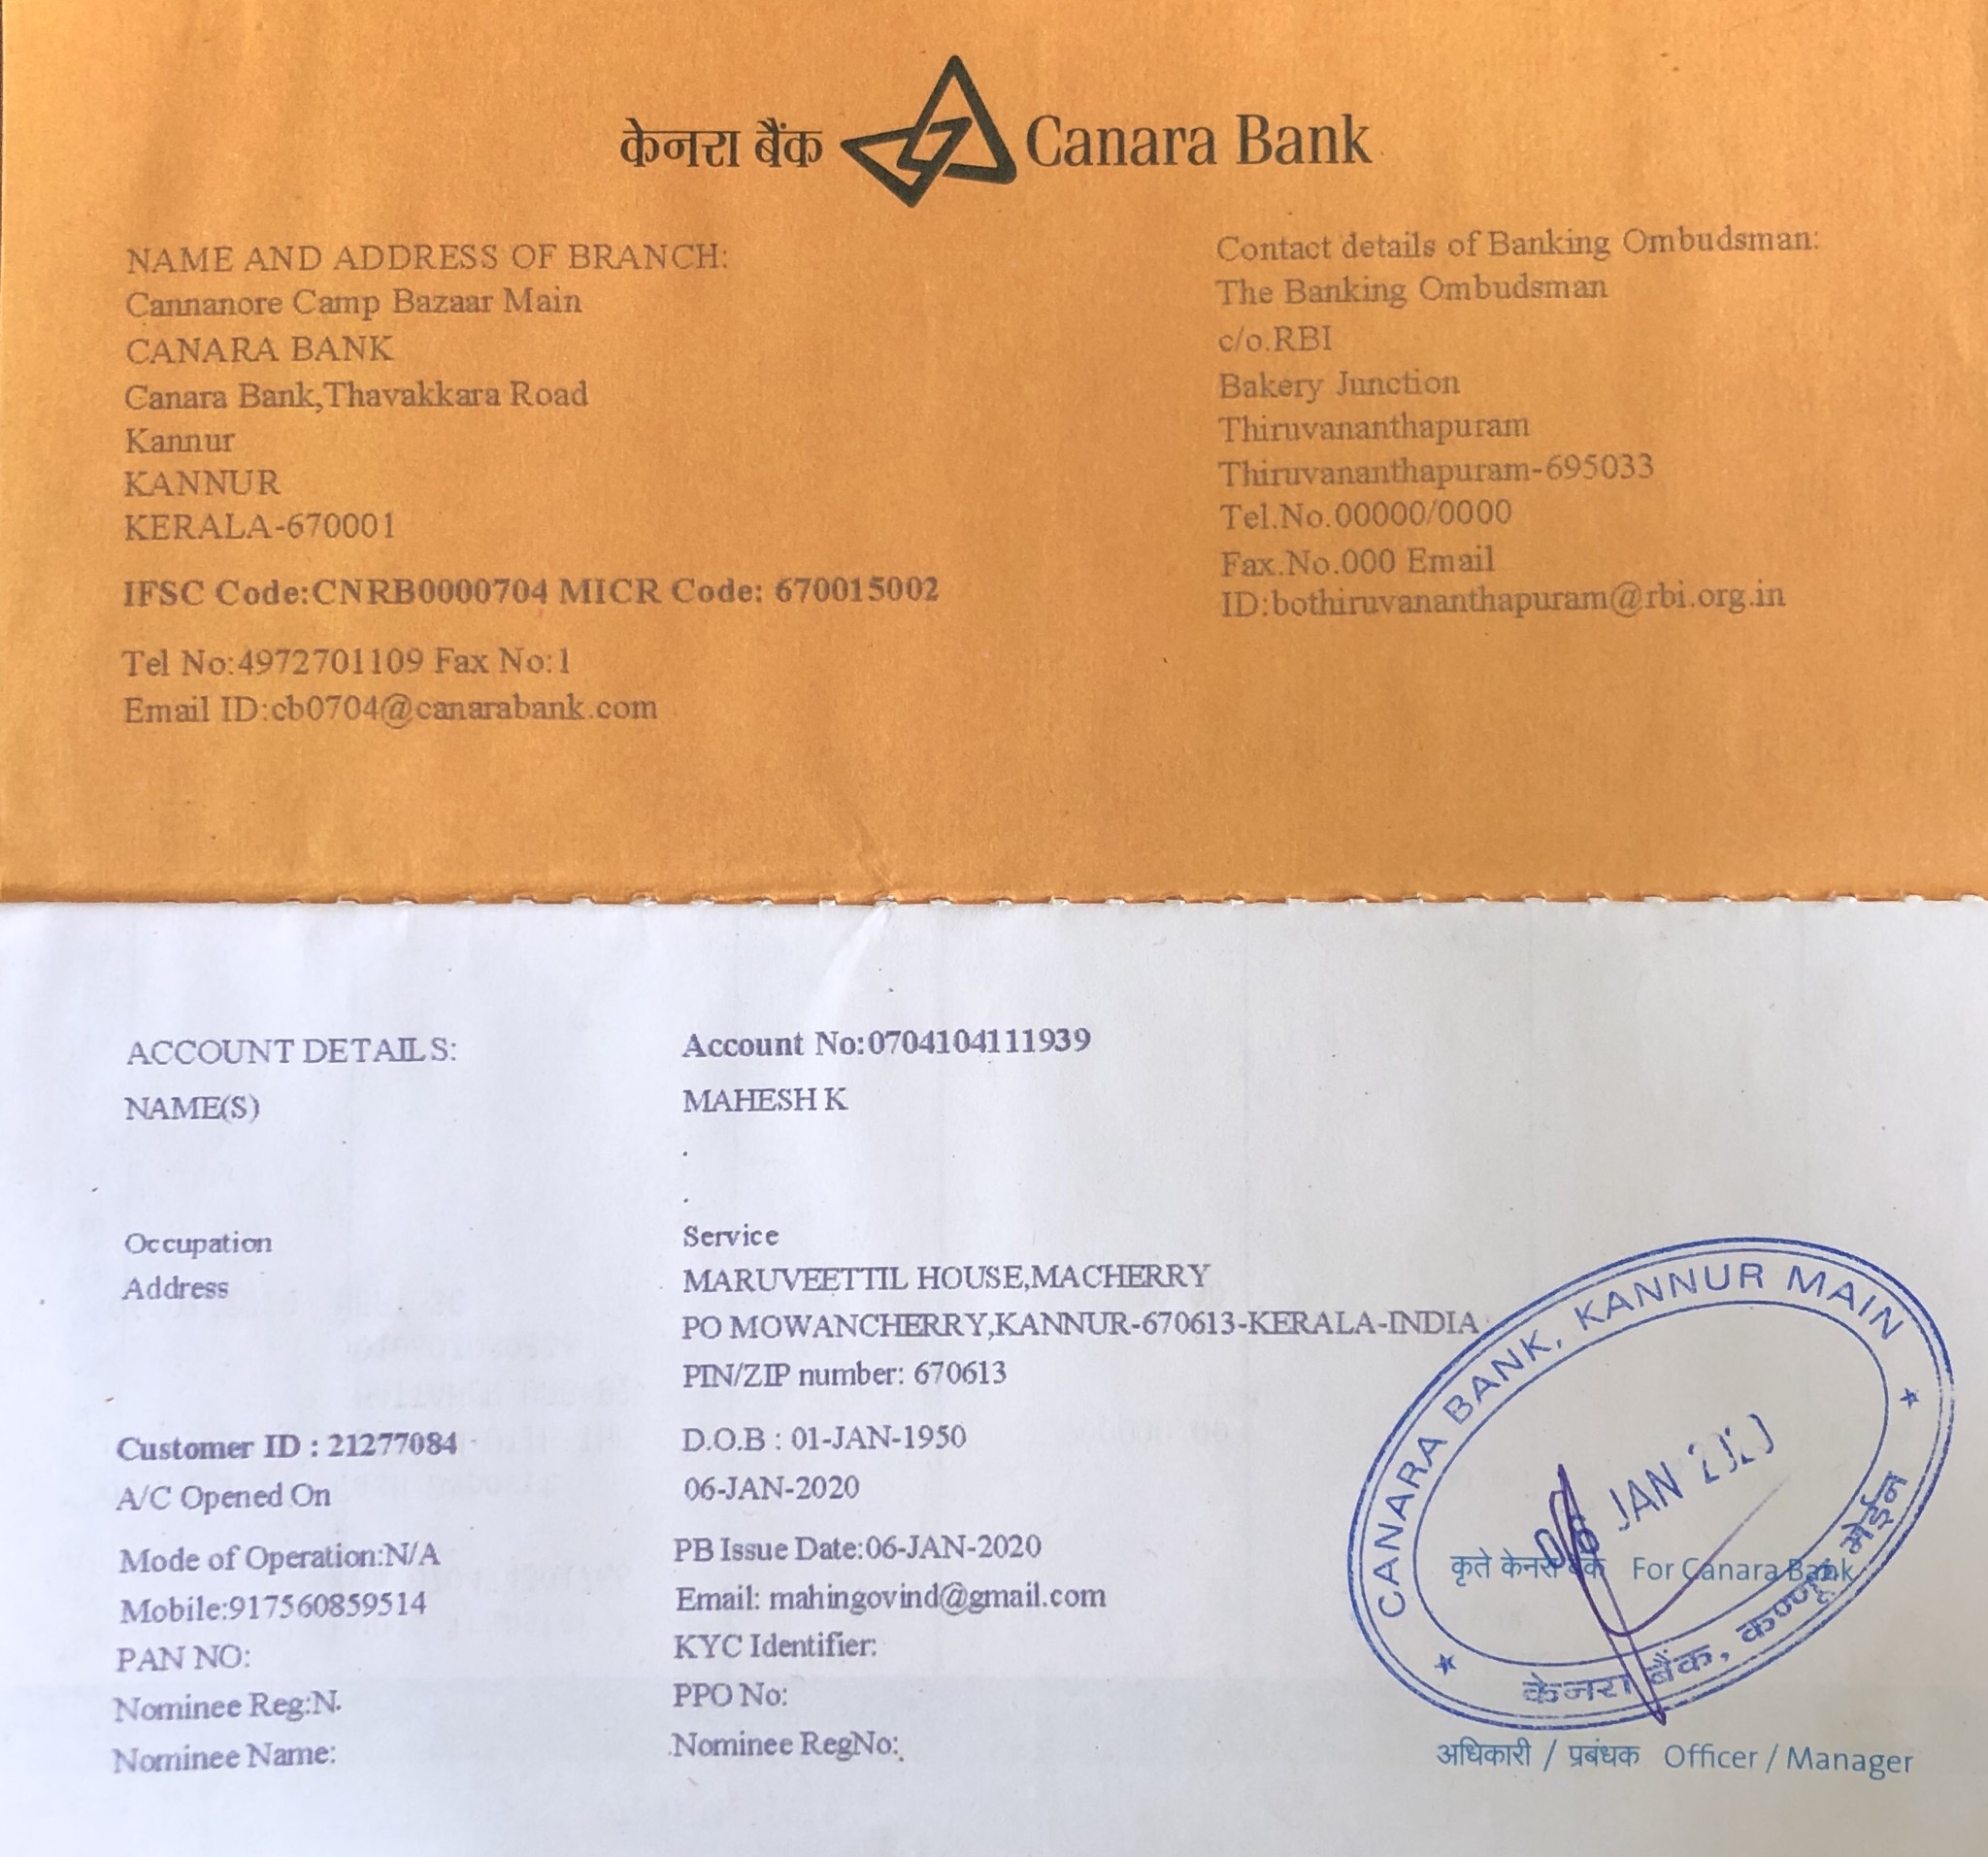 केनरा बैंक Canara Bank
NAME AND ADDRESS OF BRANCH:
Cannanore Camp Bazaar Main
CANARA BANK
Canara Bank,Thavakkara Road
Kannur
KANNUR
KERALA-670001
IFSC Code:CNRB0000704 MICR Code: 670015002
Tel No:4972701109 Fax No:1
Email ID:cb0704@canarabank.com
Contact details of Banking Ombudsman:
The Banking Ombudsman
c/o.RBI
Bakery Junction
Thiruvananthapuram
Thiruvananthapuram-695033
Tel.No.00000/0000
Fax.No.000 Email
ID:bothiruvananthapuram@rbi.org.in
ACCOUNT DETAILS: Account No:0704104111939
NAME(S) MAHESH K
.
.
Occupation Service
Address MARUVEETTIL HOUSE,MACHERRY
PO MOWANCHERRY,KANNUR-670613-KERALA-INDIA
PIN/ZIP number: 670613
Customer ID : 21277084 D.O.B : 01-JAN-1950
A/C Opened On 06-JAN-2020
Mode of Operation:N/A PB Issue Date:06-JAN-2020
Mobile:917560859514 Email: mahingovind@gmail.com
PAN NO: KYC Identifier:
Nominee Reg:N. PPO No:
Nominee Name: Nominee RegNo:
CANARA BANK, KANNUR MAIN
06 JAN 2020
कृते केनरा बैंक For Canara Bank
केनरा बैंक, कण्णूर मेईन
अधिकारी / प्रबंधक Officer / Manager